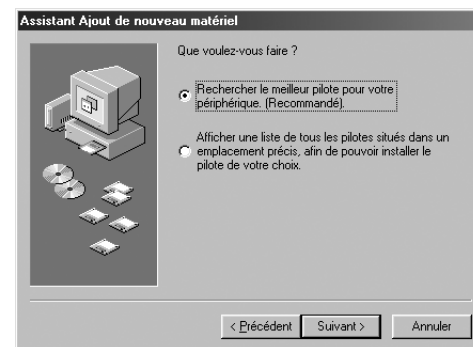 Assistant Ajout de nouveau matériel
Que voulez-vous faire ?
Rechercher le meilleur pilote pour votre
périphérique. (Recommandé).
Afficher une liste de tous les pilotes situés dans un
emplacement précis, afin de pouvoir installer le
pilote de votre choix.
< Précédent Suivant > Annuler